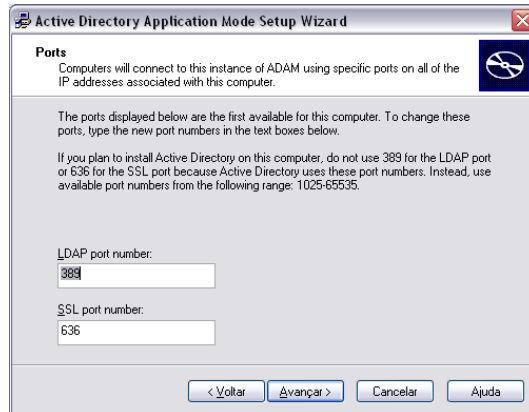 Active Directory Application Mode Setup Wizard
Ports
Computers will connect to this instance of ADAM using specific ports on all of the
IP addresses associated with this computer.
The ports displayed below are the first available for this computer. To change these
ports, type the new port numbers in the text boxes below.
If you plan to install Active Directory on this computer, do not use 389 for the LDAP port
or 636 for the SSL port because Active Directory uses these port numbers. Instead, use
available port numbers from the following range: 1025-65535.
LDAP port number:
389
SSL port number:
636
< Voltar Avançar > Cancelar Ajuda